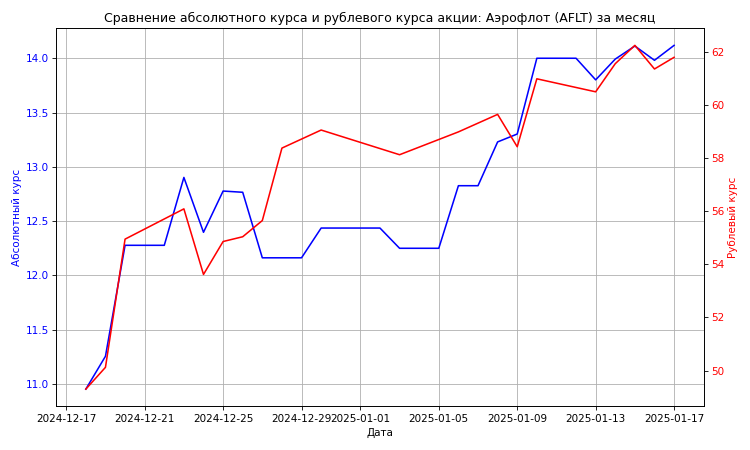 Сравнение абсолютного курса и рублевого курса акции: Аэрофлот (AFLT) за месяц
Абсолютный курс
14.0
13.5
13.0
12.5
12.0
11.5
11.0
62
60
58
56
54
52
50
Рублевый курс
2024-12-17 2024-12-21 2024-12-25 2024-12-29 2025-01-01 2025-01-05 2025-01-09 2025-01-13 2025-01-17
Дата